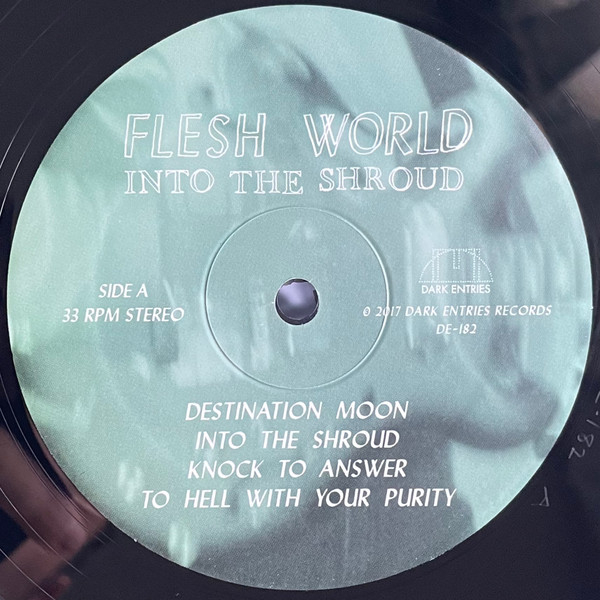 FLESH WORLD
INTO THE SHROUD
SIDE A
33 RPM STEREO
DARK ENTRIES
© 2017 DARK ENTRIES RECORDS
DE-182
DESTINATION MOON
INTO THE SHROUD
KNOCK TO ANSWER
TO HELL WITH YOUR PURITY